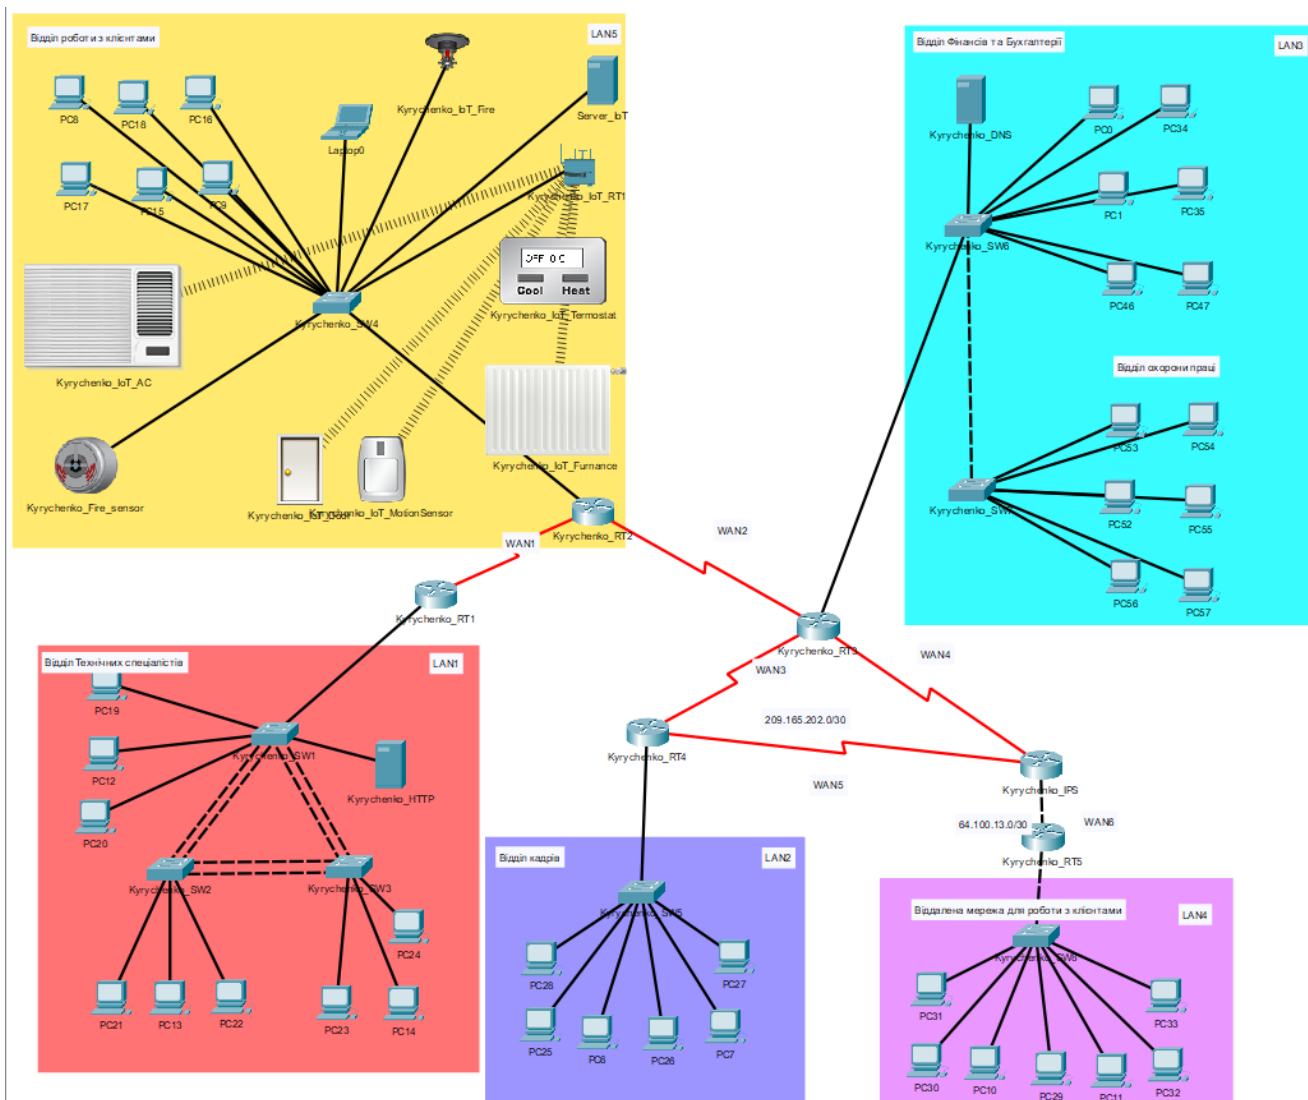 Відділ роботи з клієнтами
LAN5
Kyrychenko_IoT_Fire
Server_IoT
PC8
PC18
PC16
Laptop0
PC17
PC15
PC9
Kyrychenko_IoT_RT1
OFF 0 C
Cool
Heat
Kyrychenko_IoT_Termostat
Kyrychenko_SW4
Kyrychenko_IoT_AC
Kyrychenko_IoT_Furnance
Kyrychenko_Fire_sensor
Kyrychenko_IoT_Door
Kyrychenko_IoT_MotionSensor
Kyrychenko_RT2
WAN1
WAN2
Kyrychenko_RT1
Відділ Фінансів та Бухгалтерії
LAN3
Kyrychenko_DNS
PC0
PC34
PC1
PC35
Kyrychenko_SW6
PC46
PC47
Відділ охорони праці
PC53
PC54
PC52
PC55
PC56
PC57
Kyrychenko_RT3
WAN3
WAN4
209.165.202.0/30
Kyrychenko_RT4
WAN5
Kyrychenko_IPS
64.100.13.0/30
WAN6
Kyrychenko_RT5
Відділ Технічних спеціалістів
LAN1
PC19
Kyrychenko_SW1
PC12
Kyrychenko_HTTP
PC20
Kyrychenko_SW2
Kyrychenko_SW3
PC24
PC21
PC13
PC22
PC23
PC14
Відділ кадрів
LAN2
Kyrychenko_SW5
PC28
PC27
PC25
PC6
PC26
PC7
Віддалена мережа для роботи з клієнтами
LAN4
PC31
PC33
PC30
PC10
PC29
PC11
PC32